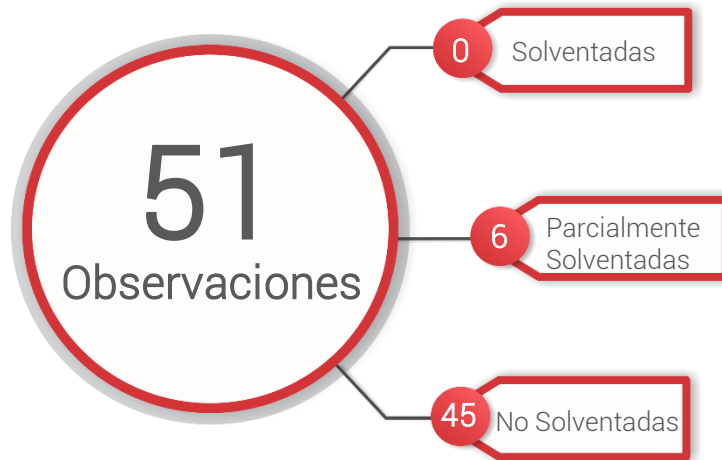 51
Observaciones
0
Solventadas
6
Parcialmente
Solventadas
45
No Solventadas